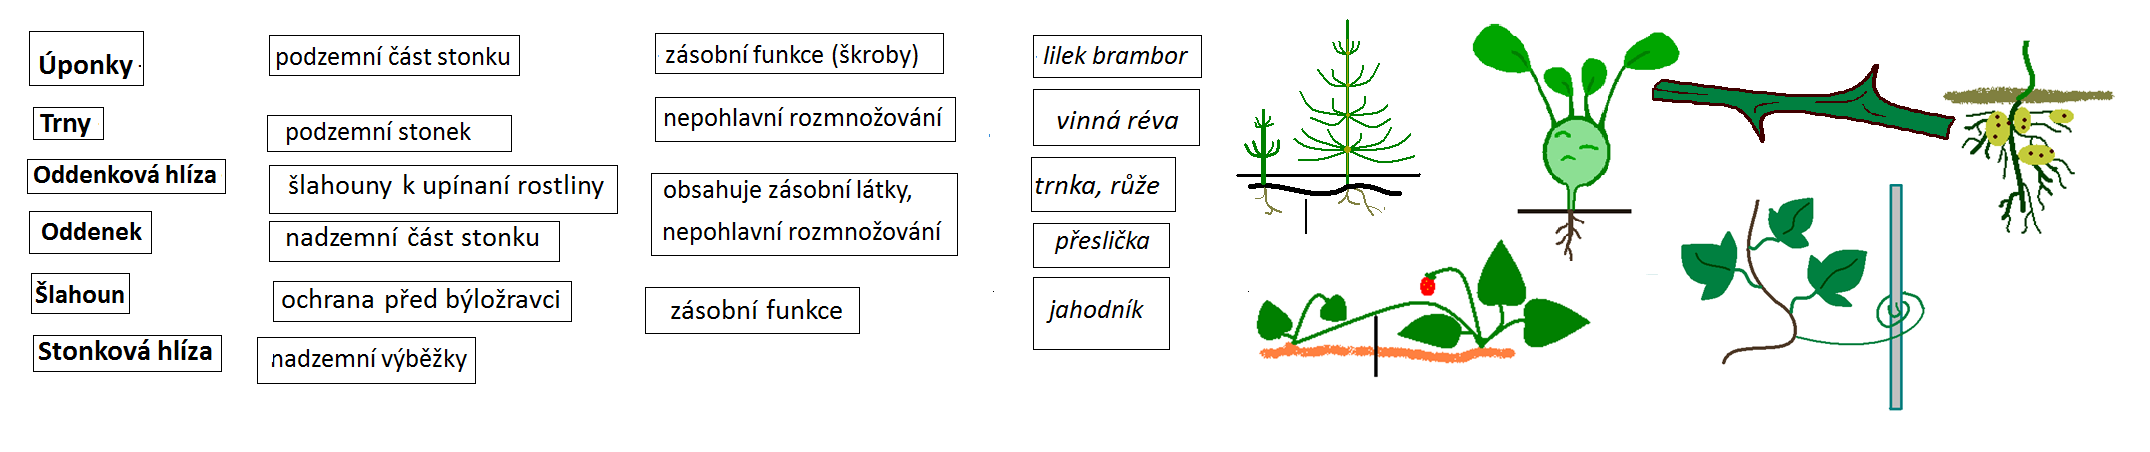 Úponky
Trny
Oddenková hlíza
Oddenek
Šlahoun
Stonková hlíza
podzemní část stonku
podzemní stonek
šlahouny k upínaní rostliny
nadzemní část stonku
ochrana před býložravci
nadzemní výběžky
zásobní funkce (škroby)
nepohlavní rozmnožování
obsahuje zásobní látky,
nepohlavní rozmnožování
zásobní funkce
lilek brambor
vinná réva
trnka, růže
přeslička
jahodník